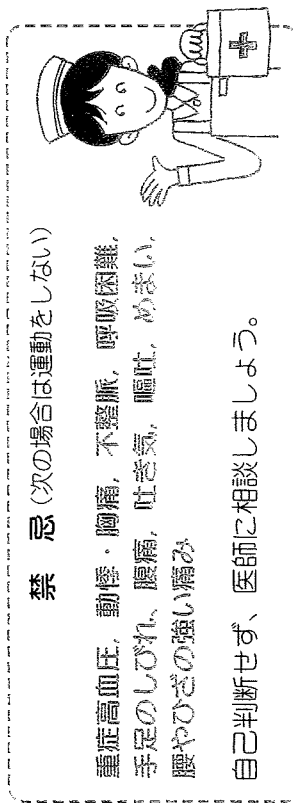 禁 忌(次の場合は運動をしない)
重症高血圧, 動悸・胸痛, 不整脈, 呼吸困難,
手足のしびれ、腹痛, 吐き気, 嘔吐, めまい,
腰やひざの強い痛み
自己判断せず、医師に相談しましょう。